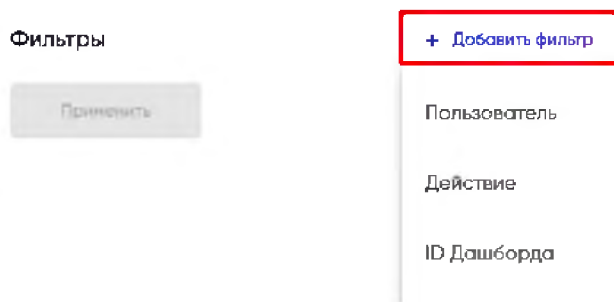 Фильтры
+ Добавить фильтр
Применить
Пользователь
Действие
ID Дашборда